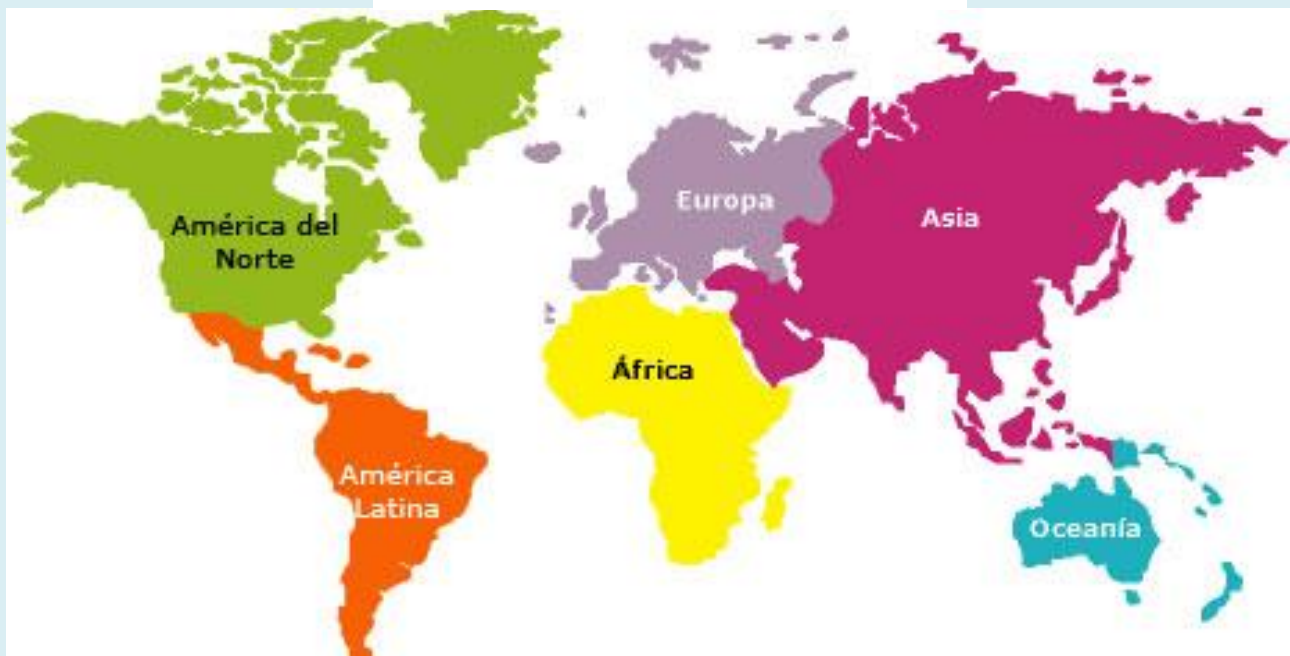 América del
Norte
Europa
Asia
África
América
Latina
Oceanía